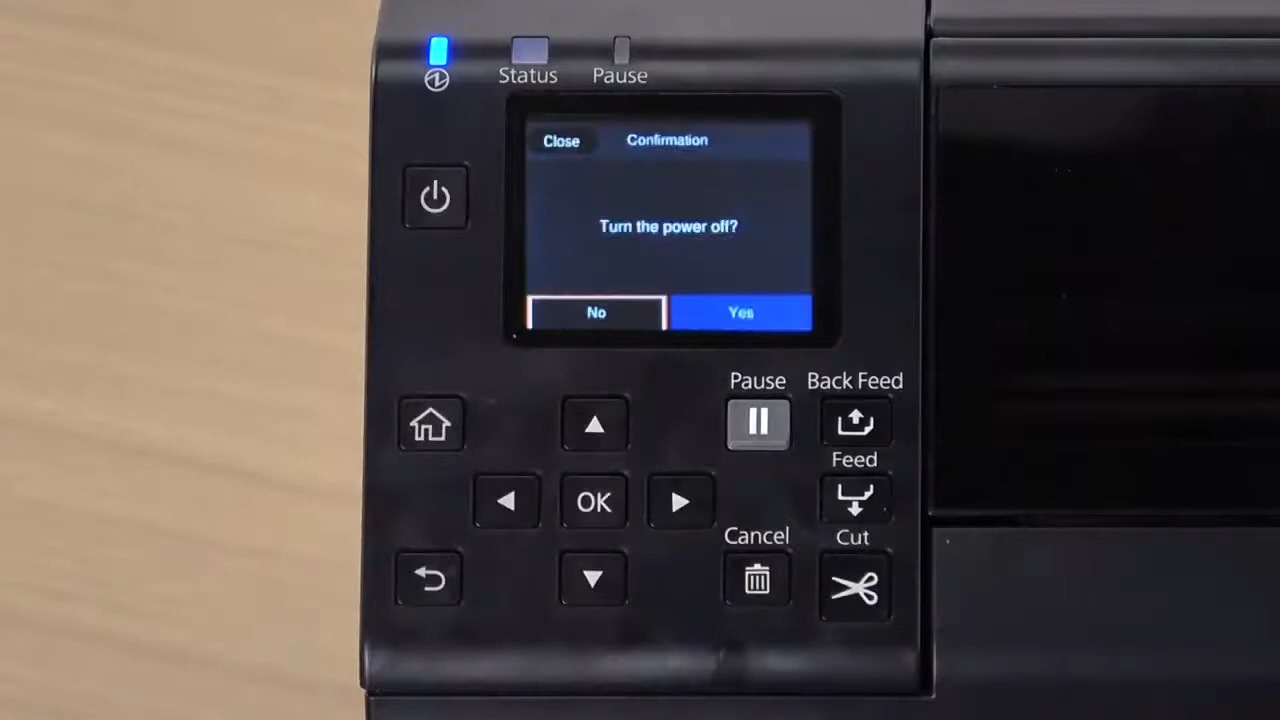 Status Pause
Close Confirmation
Turn the power off?
No Yes
Pause Back Feed
Feed
OK
Cancel Cut